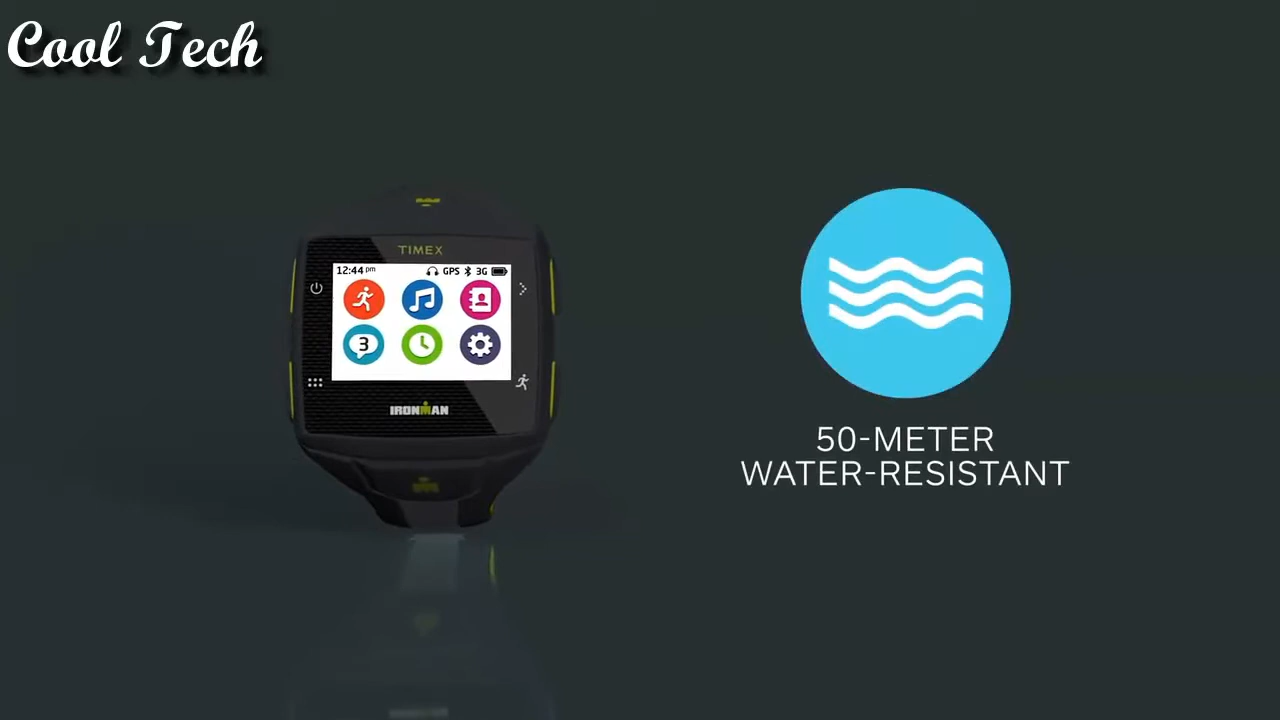 Cool Tech
TIMEX
12:44 pm GPS 3G
3
IRONMAN
50-METER
WATER-RESISTANT